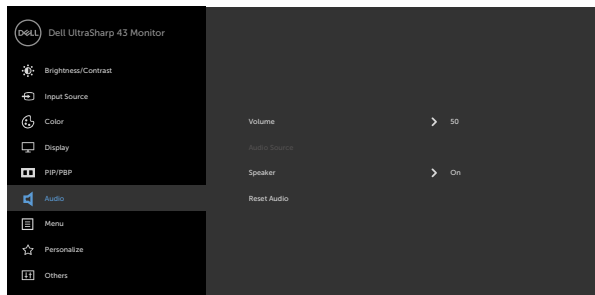 DELL Dell UltraSharp 43 Monitor
Brightness/Contrast
Input Source
Color
Volume 50
Display
Audio Source
PIP/PBP
Speaker On
Audio
Reset Audio
Menu
Personalize
Others